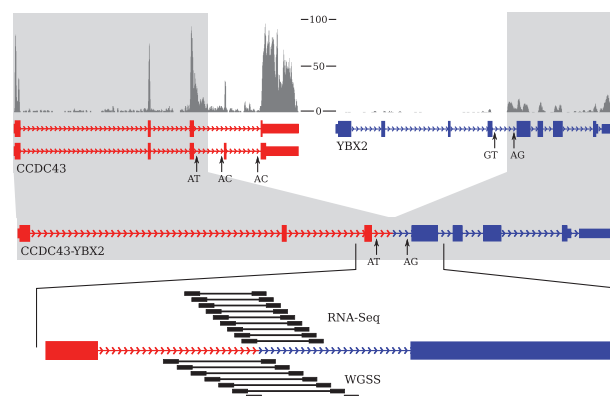 100
50
0
YBX2
GT AG
CCDC43
AT AC AC
CCDC43-YBX2
AT AG
RNA-Seq
WGSS